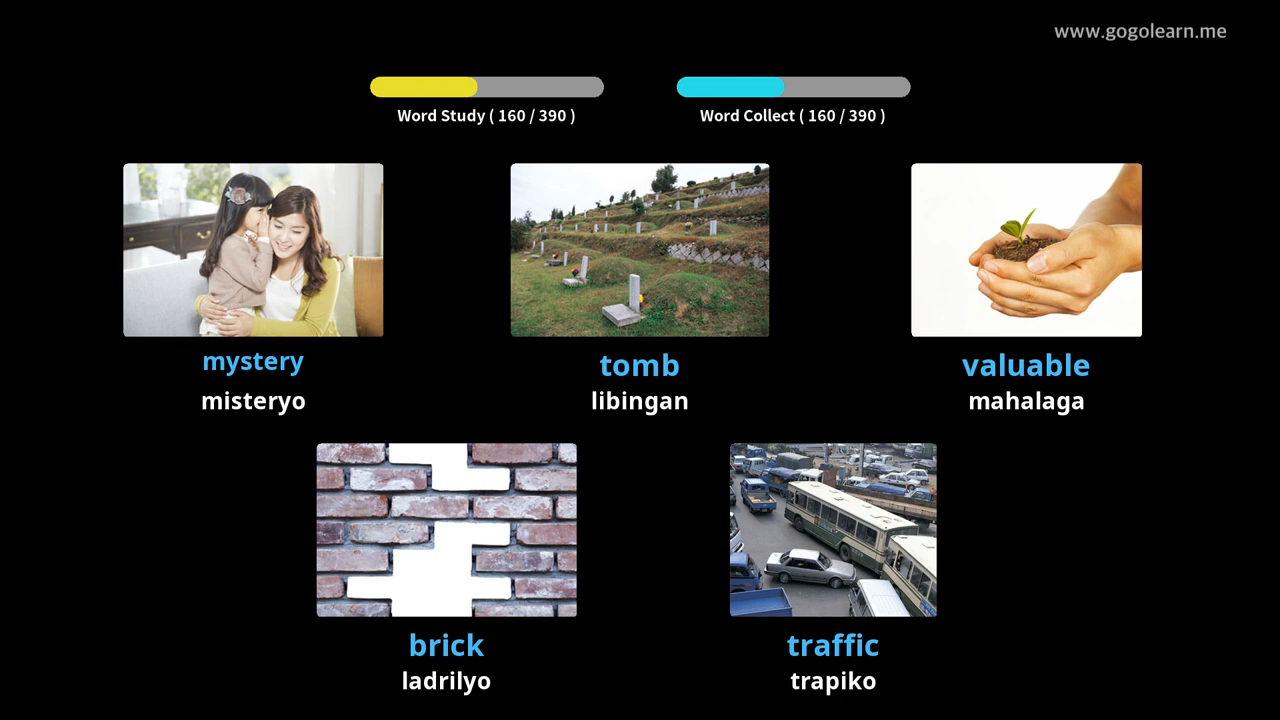 www.gogolearn.me
Word Study ( 160 / 390 )
Word Collect ( 160 / 390 )
mystery
misteryo
tomb
libingan
valuable
mahalaga
brick
ladrilyo
traffic
trapiko